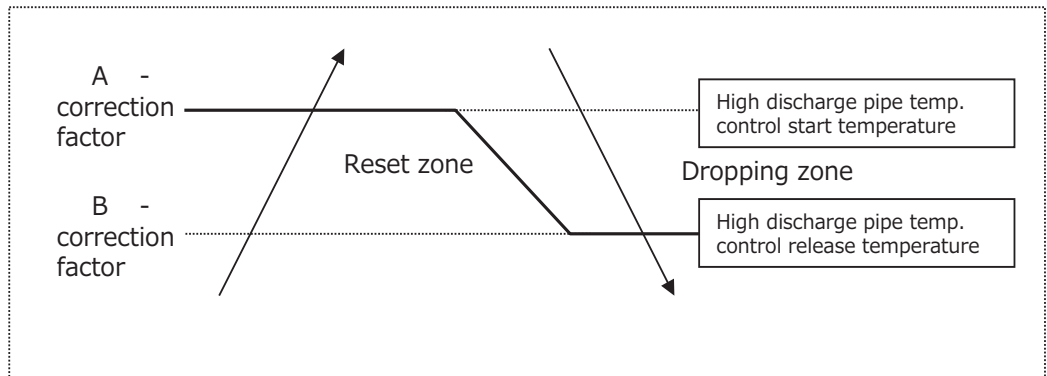 A -
correction
factor
High discharge pipe temp.
control start temperature
Reset zone
Dropping zone
B -
correction
factor
High discharge pipe temp.
control release temperature